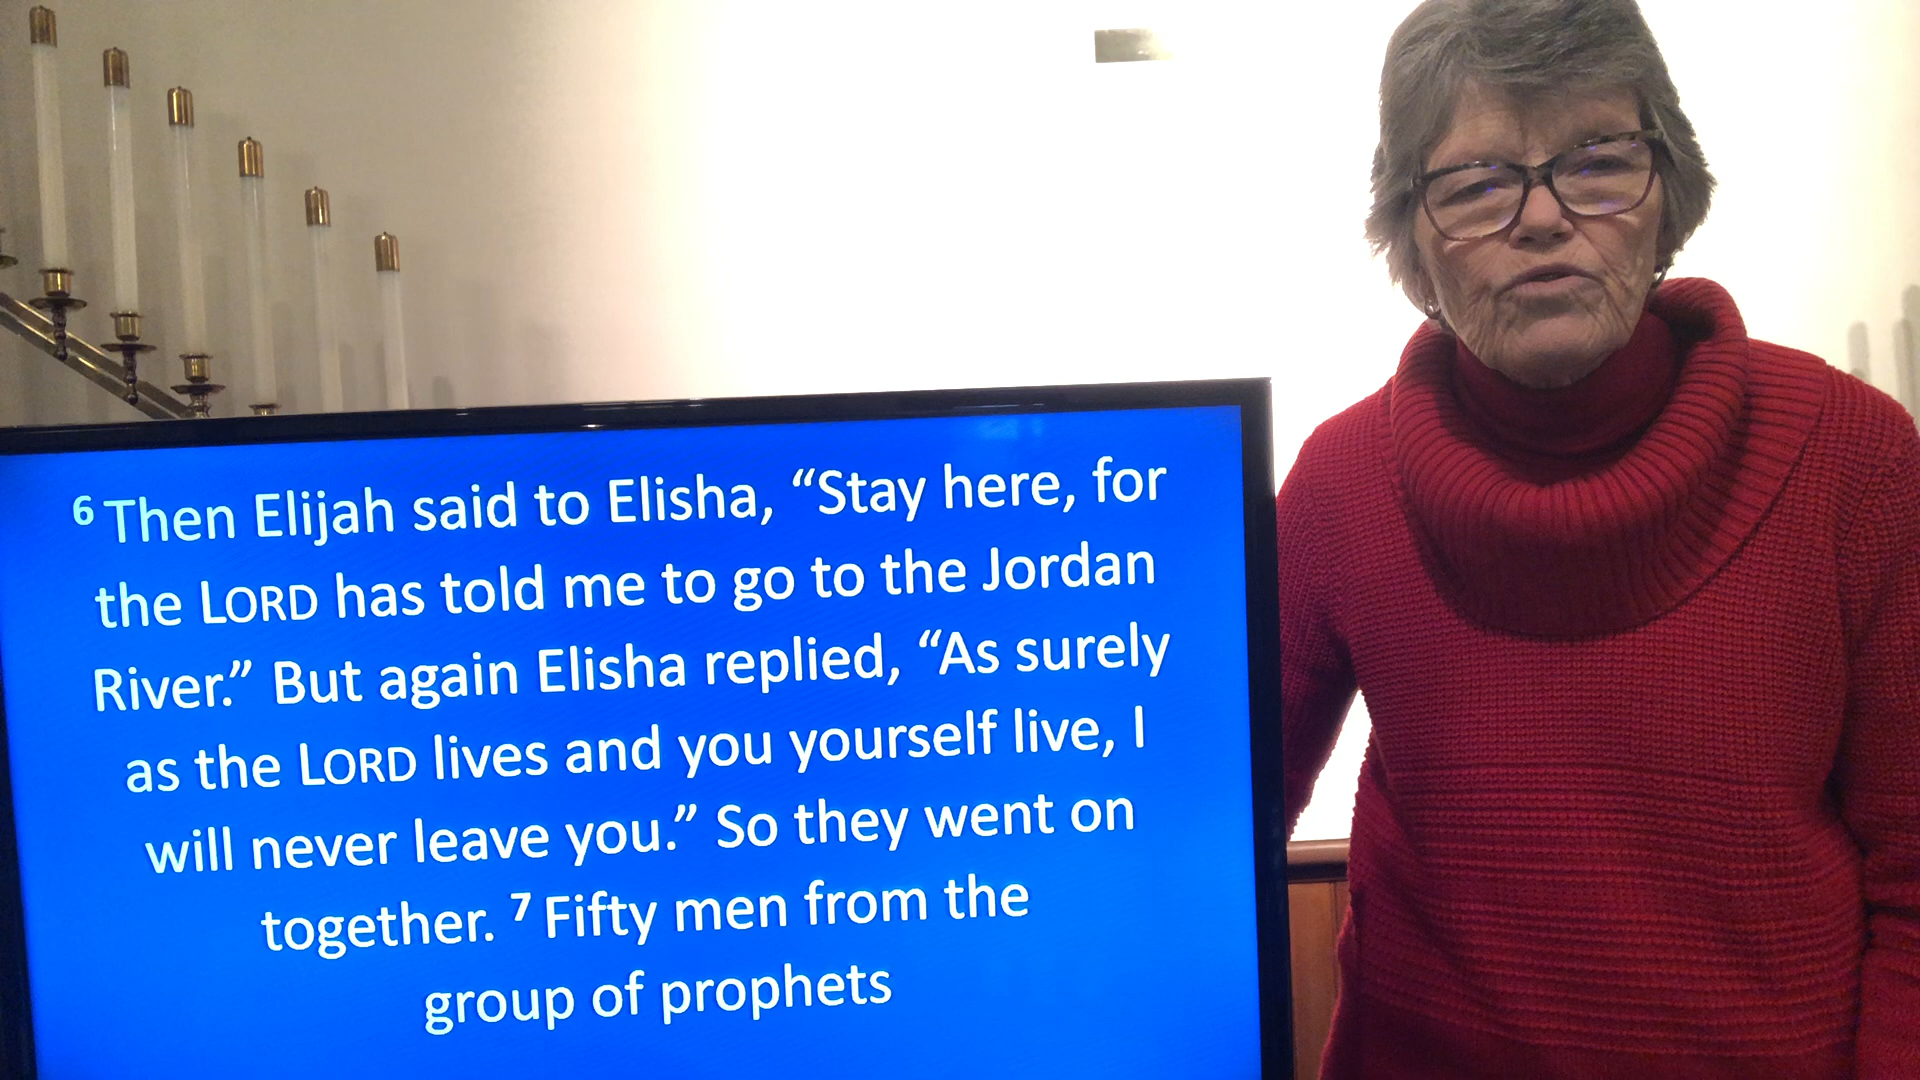 6 Then Elijah said to Elisha, “Stay here, for
the LORD has told me to go to the Jordan
River.” But again Elisha replied, “As surely
as the LORD lives and you yourself live, I
will never leave you.” So they went on
together. 7 Fifty men from the
group of prophets